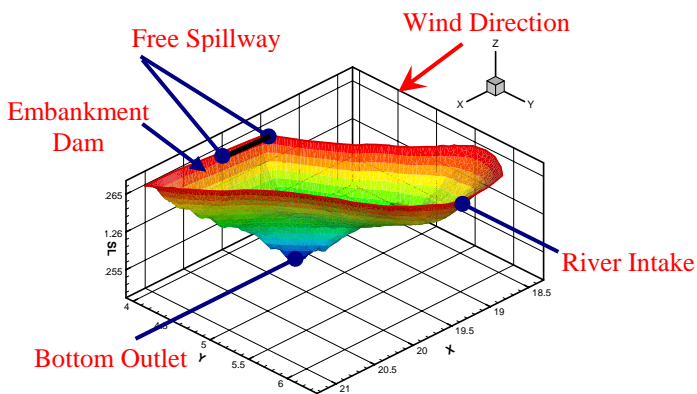 Free Spillway
Wind Direction
Z
X
Y
Embankment
Dam
265
1.26
SL
255
River Intake
4
5
Y
5.5
6
21
20.5
20
X
19.5
19
18.5
Bottom Outlet